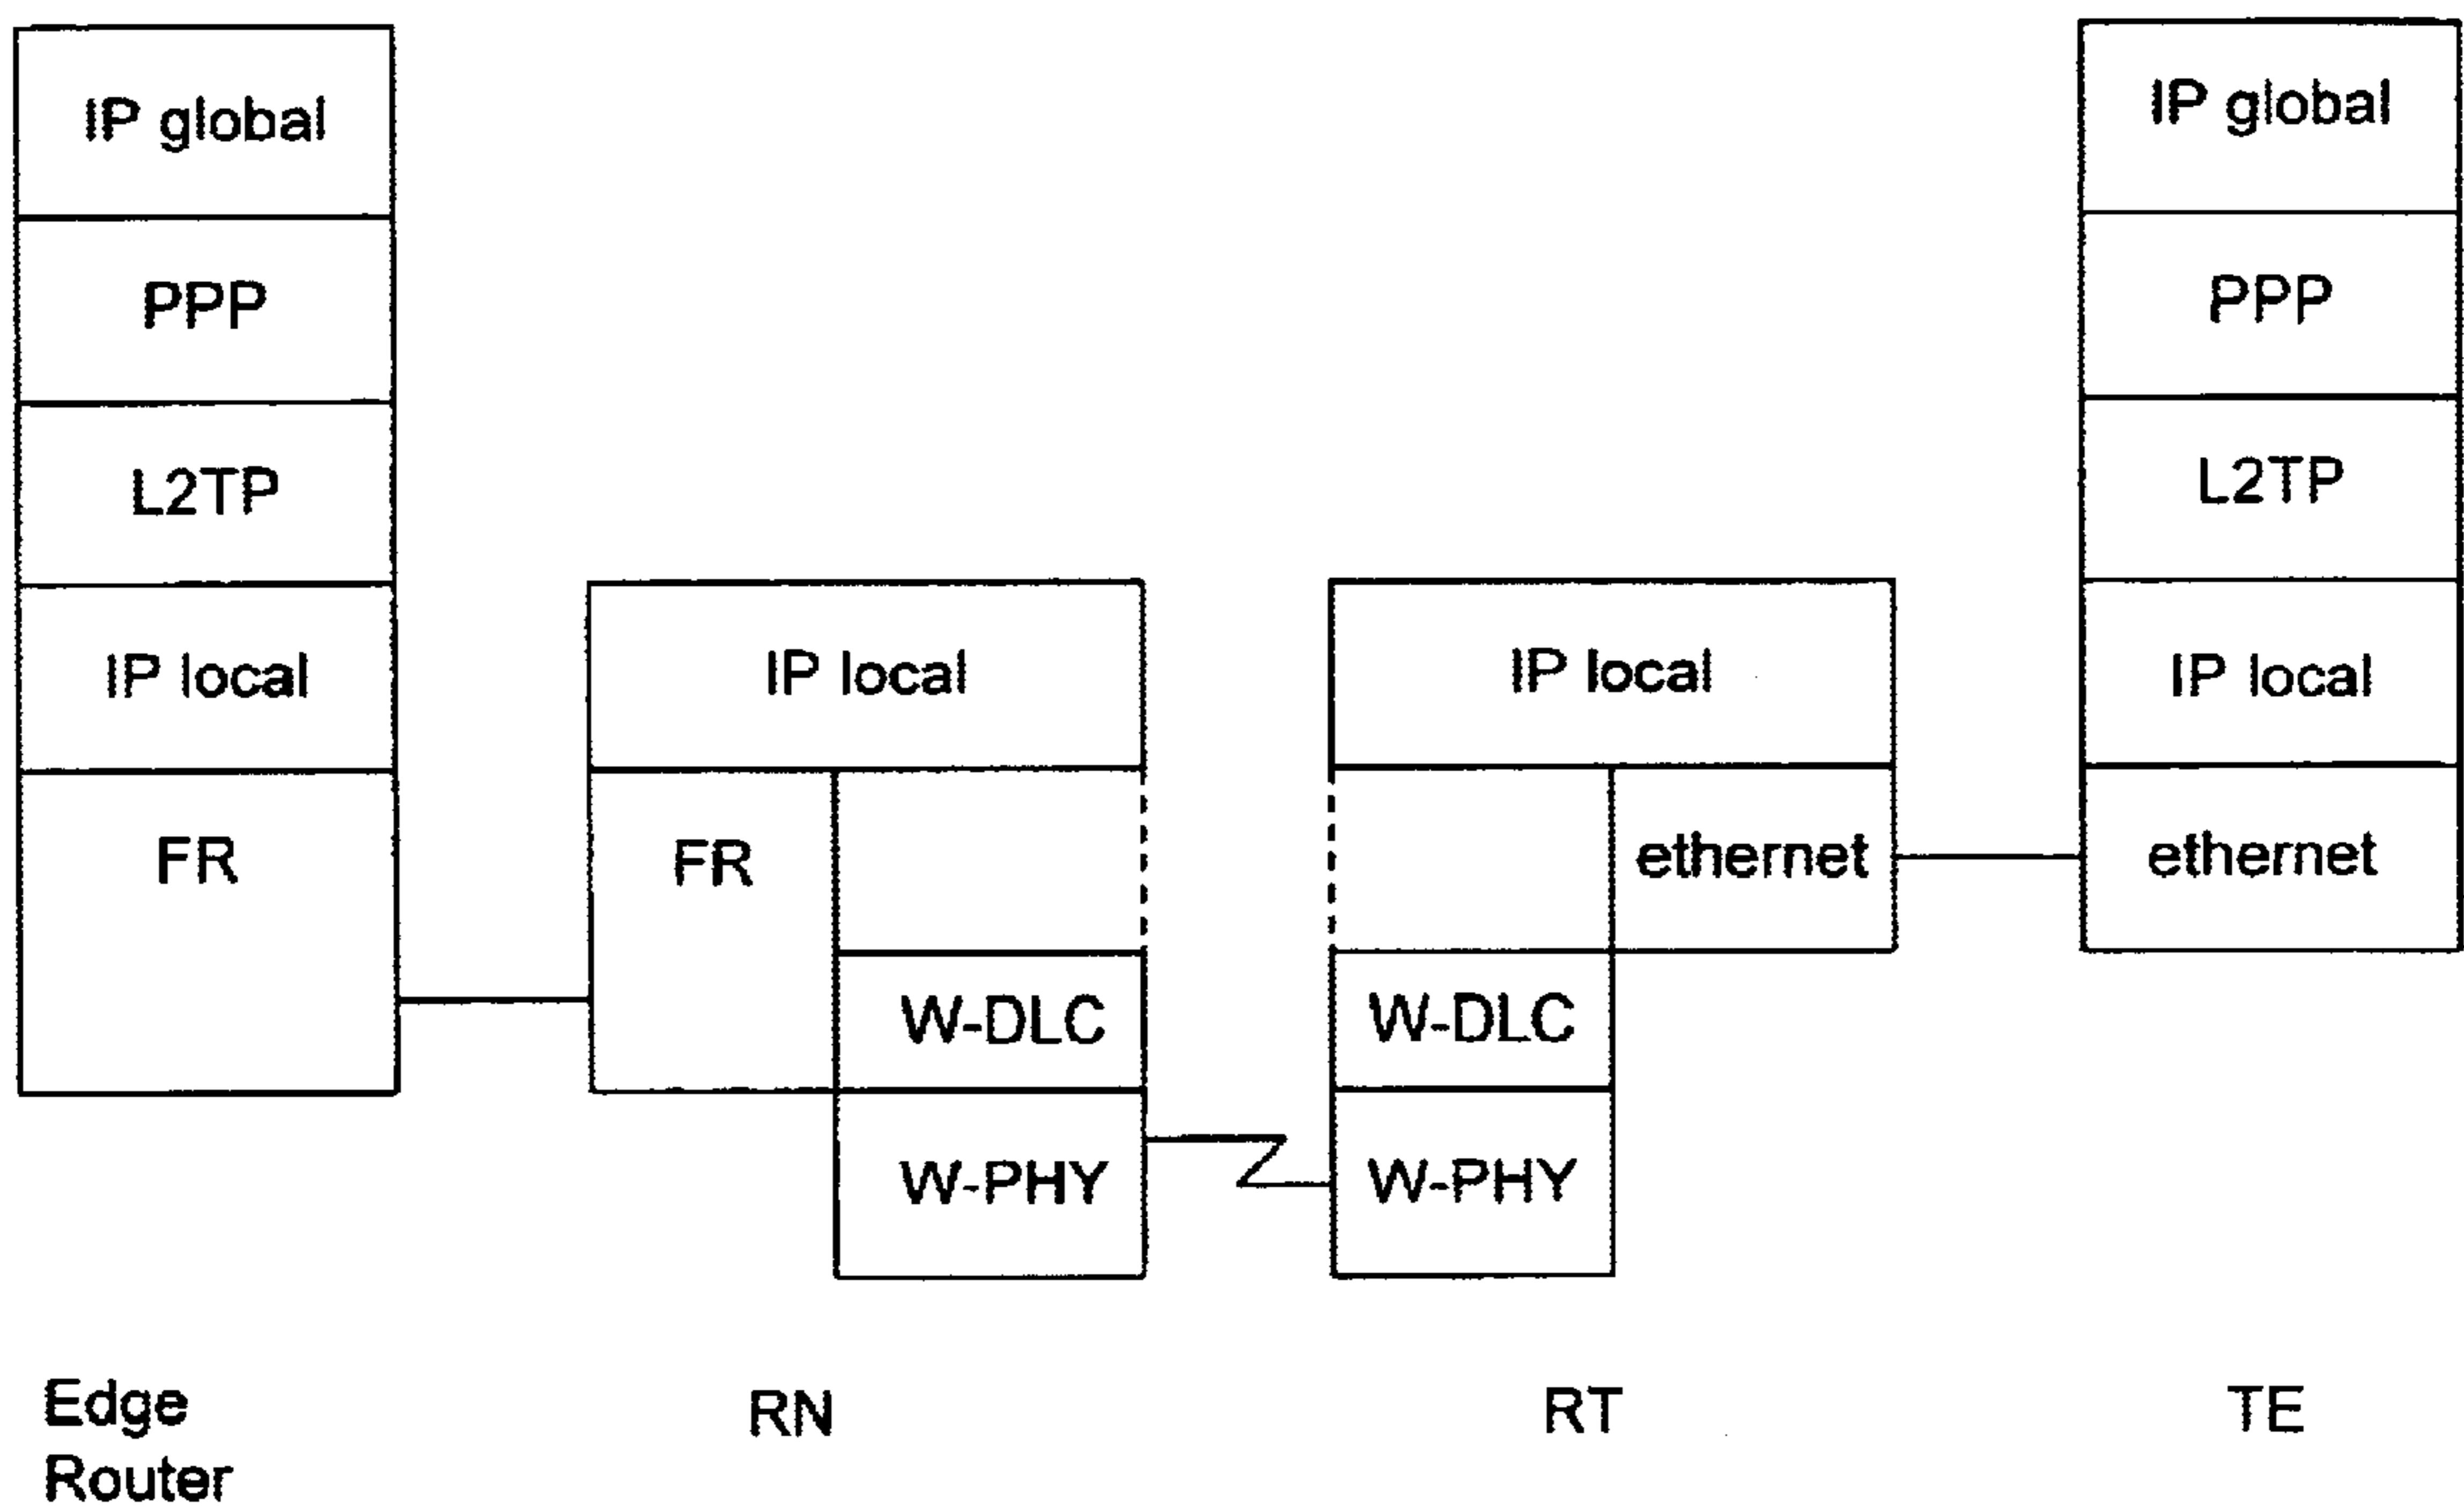 IP global
PPP
L2TP
IP local
FR
IP local
FR
W-DLC
W-PHY
IP local
ethernet
W-DLC
W-PHY
IP global
PPP
L2TP
IP local
ethernet
Edge
Router
RN
RT
TE